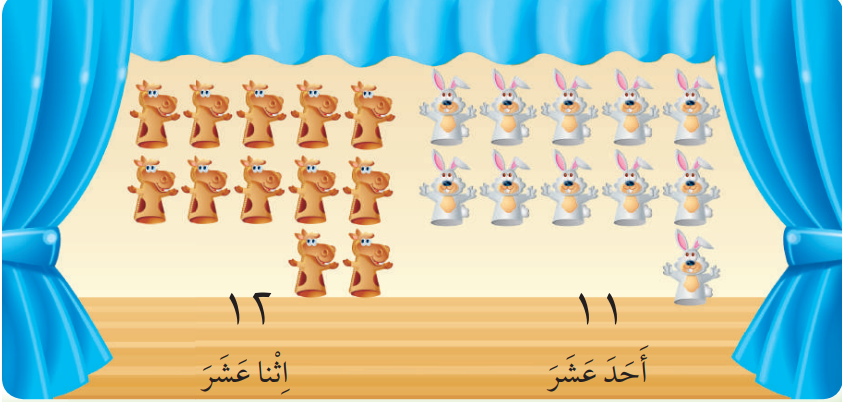 ١١
أَحَدَ عَشَرَ
١٢
اِثْنا عَشَرَ